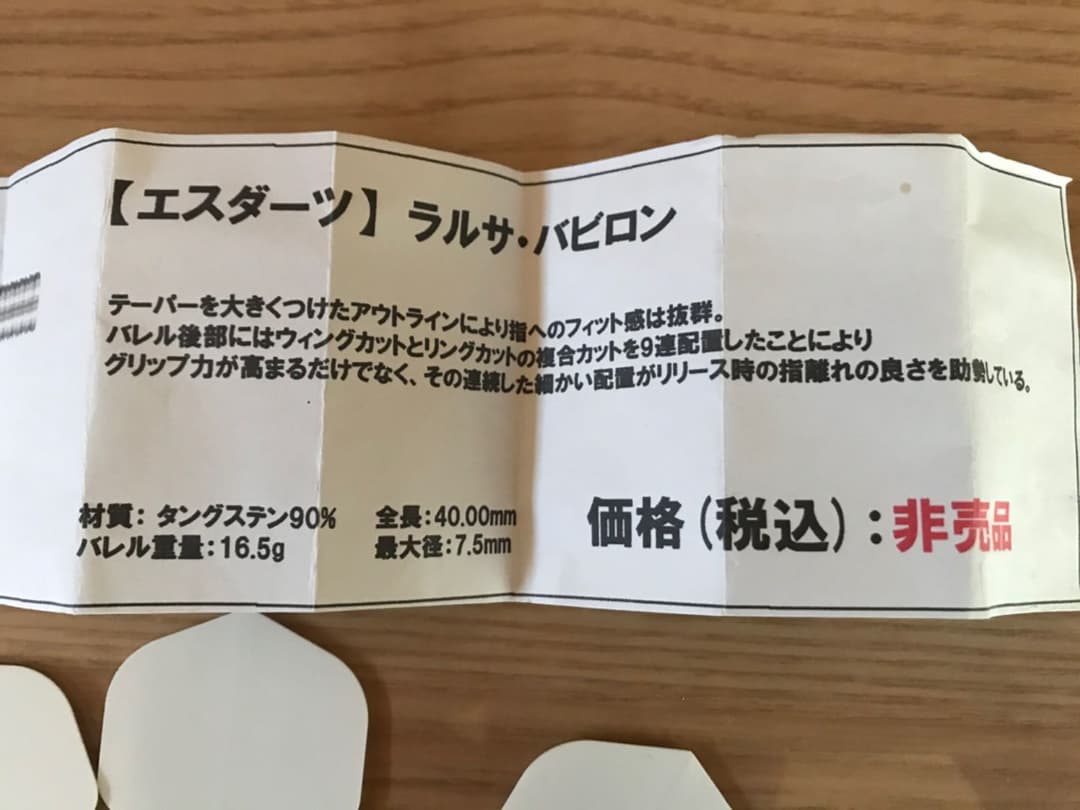 【エスダーツ】 ラルサ・バビロン
テーパーを大きくつけたアウトラインにより指へのフィット感は抜群。
バレル後部にはウィングカットとリングカットの複合カットを9連配置したことにより
グリップ力が高まるだけでなく、その連続した細かい配置がリリース時の指離れの良さを助勢している。
材質：タングステン90% 全長：40.00mm
バレル重量：16.5g 最大径：7.5mm
価格（税込）：非売品